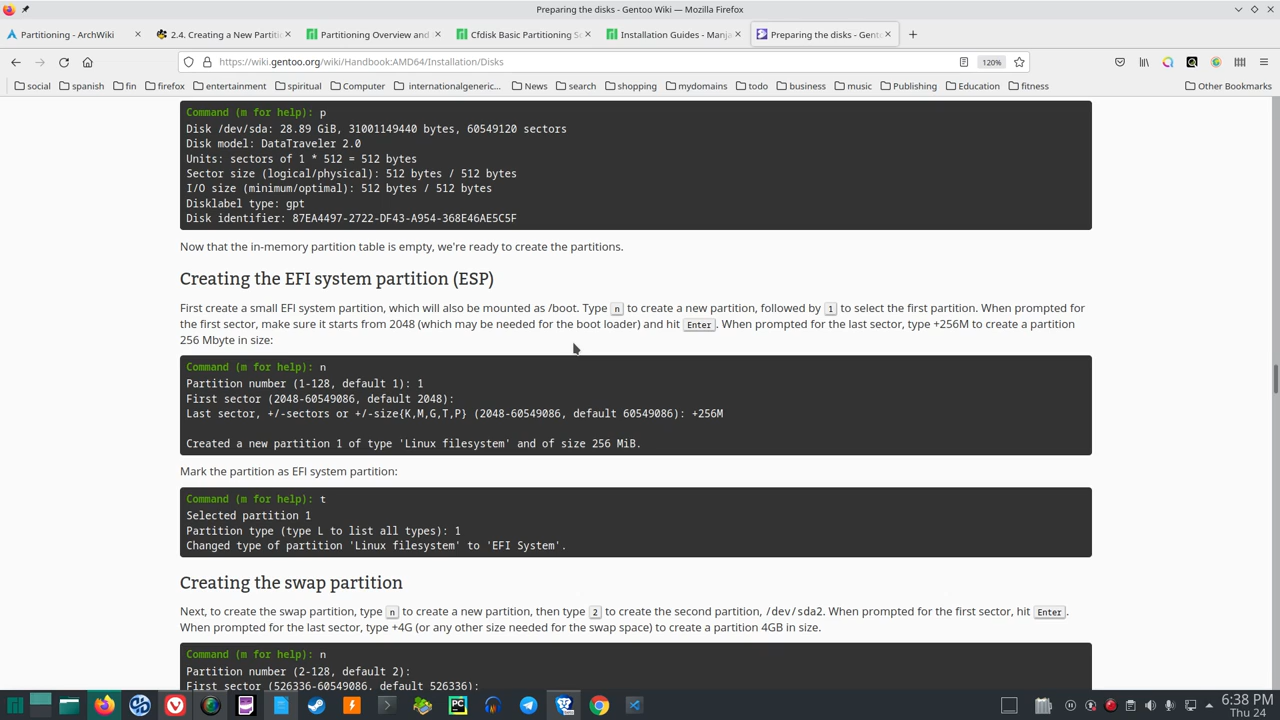 Preparing the disks - Gentoo Wiki — Mozilla Firefox
Partitioning - ArchWiki
2.4. Creating a New Partiti
Partitioning Overview and
Cfdisk Basic Partitioning S
Installation Guides - Manja
Preparing the disks - Gento
https://wiki.gentoo.org/wiki/Handbook:AMD64/Installation/Disks
120%
social
spanish
fin
firefox
entertainment
spiritual
Computer
internationalgeneric...
News
search
shopping
mydomains
todo
business
music
Publishing
Education
fitness
Other Bookmarks
Command (m for help): p
Disk /dev/sda: 28.89 GiB, 31001149440 bytes, 60549120 sectors
Disk model: DataTraveler 2.0
Units: sectors of 1 * 512 = 512 bytes
Sector size (logical/physical): 512 bytes / 512 bytes
I/O size (minimum/optimal): 512 bytes / 512 bytes
Disklabel type: gpt
Disk identifier: 87EA4497-2722-DF43-A954-368E46AE5C5F
Now that the in-memory partition table is empty, we're ready to create the partitions.
Creating the EFI system partition (ESP)
First create a small EFI system partition, which will also be mounted as /boot. Type n to create a new partition, followed by 1 to select the first partition. When prompted for
the first sector, make sure it starts from 2048 (which may be needed for the boot loader) and hit Enter. When prompted for the last sector, type +256M to create a partition
256 Mbyte in size:
Command (m for help): n
Partition number (1-128, default 1): 1
First sector (2048-60549086, default 2048):
Last sector, +/-sectors or +/-size{K,M,G,T,P} (2048-60549086, default 60549086): +256M
Created a new partition 1 of type 'Linux filesystem' and of size 256 MiB.
Mark the partition as EFI system partition:
Command (m for help): t
Selected partition 1
Partition type (type L to list all types): 1
Changed type of partition 'Linux filesystem' to 'EFI System'.
Creating the swap partition
Next, to create the swap partition, type n to create a new partition, then type 2 to create the second partition, /dev/sda2. When prompted for the first sector, hit Enter.
When prompted for the last sector, type +4G (or any other size needed for the swap space) to create a partition 4GB in size.
Command (m for help): n
Partition number (2-128, default 2):
First sector (526336-60549086, default 526336):
6:38 PM
Thu 24